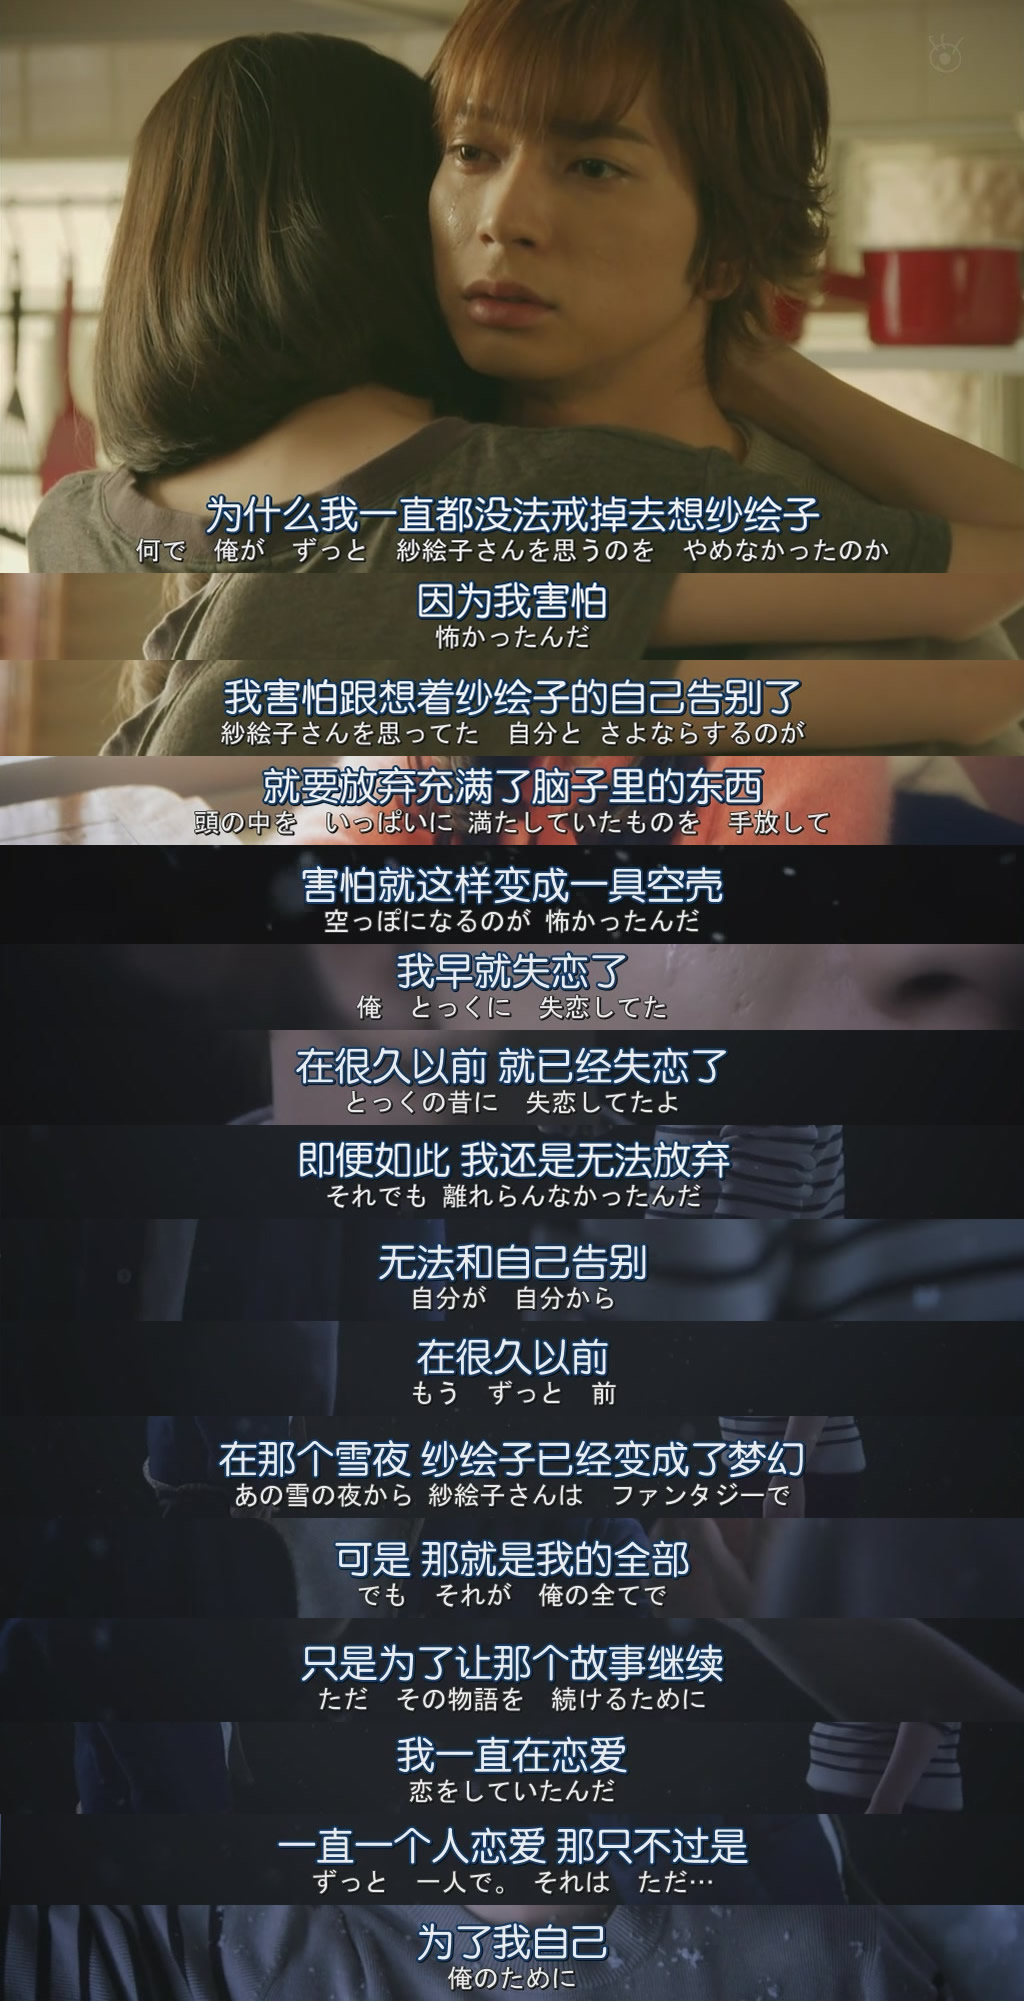 为什么我一直都没法戒掉去想纱绘子
何で　俺が　ずっと　紗絵子さんを思うのを　やめなかったのか
因为我害怕
怖かったんだ
我害怕跟想着纱绘子的自己告别了
紗絵子さんを思ってた　自分と　さよならするのが
就要放弃充满了脑子里的东西
頭の中を　いっぱいに 満たしていたものを　手放して
害怕就这样变成一具空壳
空っぽになるのが 怖かったんだ
我早就失恋了
俺　とっくに　失恋してた
在很久以前 就已经失恋了
とっくの昔に　失恋してたよ
即便如此 我还是无法放弃
それでも 離れらんなかったんだ
无法和自己告别
自分が　自分から
在很久以前
もう　ずっと　前
在那个雪夜 纱绘子已经变成了梦幻
あの雪の夜から 紗絵子さんは　ファンタジーで
可是 那就是我的全部
でも　それが　俺の全てで
只是为了让那个故事继续
ただ　その物語を　続けるために
我一直在恋爱
恋をしていたんだ
一直一个人恋爱 那只不过是
ずっと　一人で。 それは　ただ…
为了我自己
俺のために